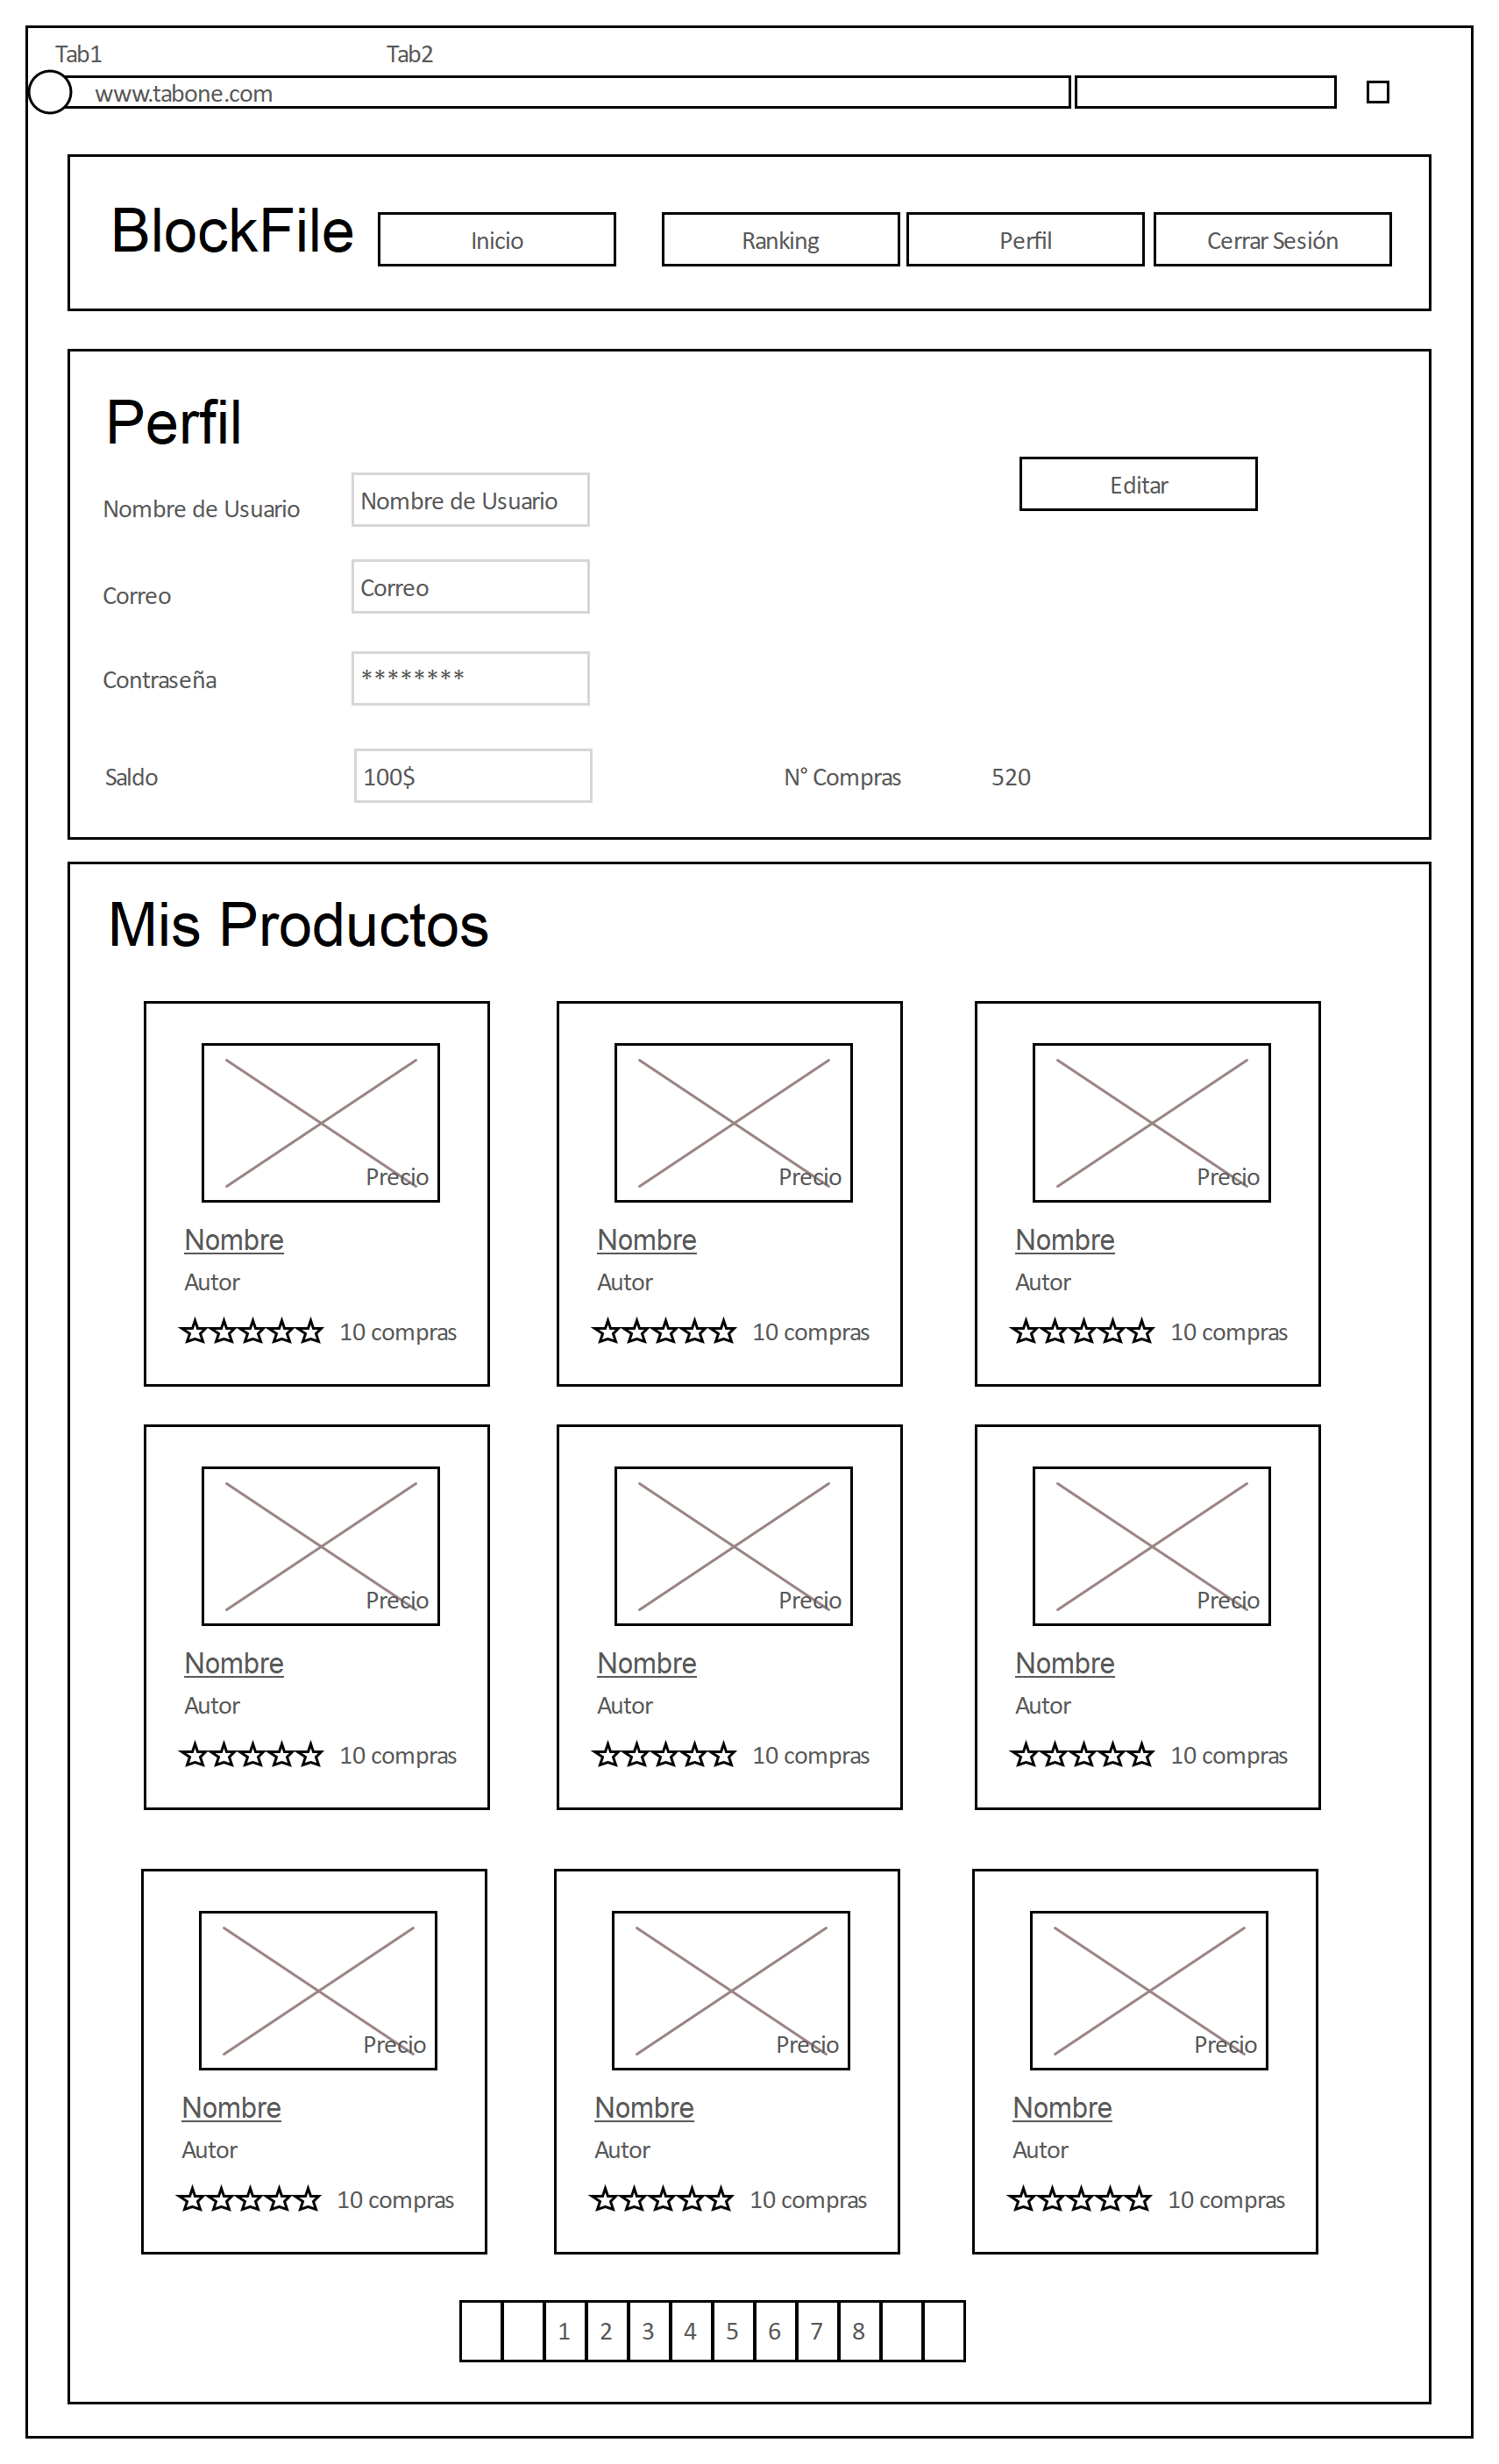 Tab1 Tab2
www.tabone.com
BlockFile Inicio Ranking Perfil Cerrar Sesión
Perfil
Editar
Nombre de Usuario Nombre de Usuario
Correo Correo
Contraseña ********
Saldo 100$ N° Compras 520
Mis Productos
Precio Precio Precio
Nombre Nombre Nombre
Autor Autor Autor
10 compras 10 compras 10 compras
Precio Precio Precio
Nombre Nombre Nombre
Autor Autor Autor
10 compras 10 compras 10 compras
Precio Precio Precio
Nombre Nombre Nombre
Autor Autor Autor
10 compras 10 compras 10 compras
1 2 3 4 5 6 7 8